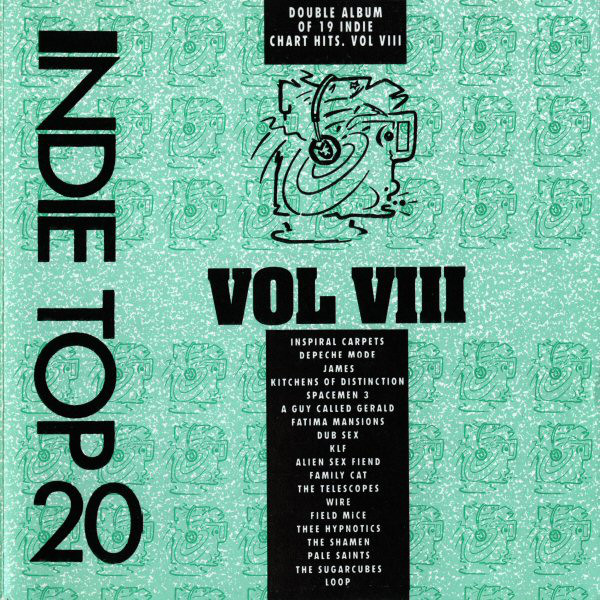 INDIE TOP 20
DOUBLE ALBUM
OF 19 INDIE
CHART HITS. VOL VIII
VOL VIII
INSPIRAL CARPETS
DEPECHE MODE
JAMES
KITCHENS OF DISTINCTION
SPACEMEN 3
A GUY CALLED GERALD
FATIMA MANSIONS
DUB SEX
KLF
ALIEN SEX FIEND
FAMILY CAT
THE TELESCOPES
WIRE
FIELD MiCE
THEE HYPNOTICS
THE SHAMEN
PALE SAINTS
THE SUGARCUBES
LOOP